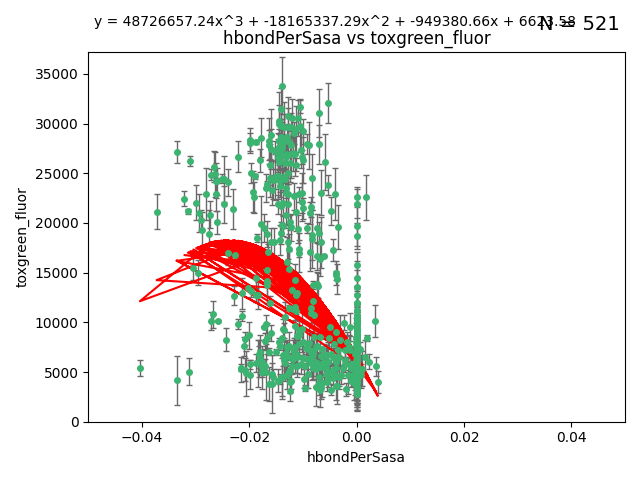 y = 48726657.24x^3 + -18165337.29x^2 + -949380.66x + 6623.58
N = 521
hbondPerSasa vs toxgreen_fluor
35000
30000
25000
20000
15000
10000
5000
0
toxgreen_fluor
−0.04
−0.02
0.00
0.02
0.04
hbondPerSasa